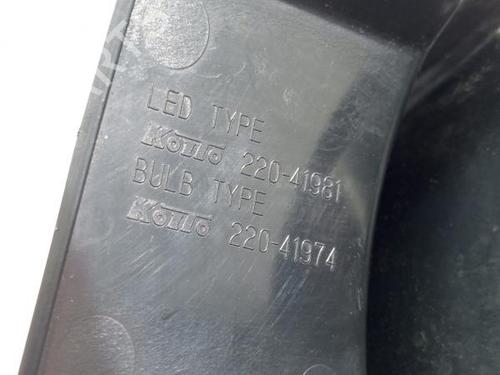 LED TYPE
KOITO 220-41981
BULB TYPE
KOITO 220-41974